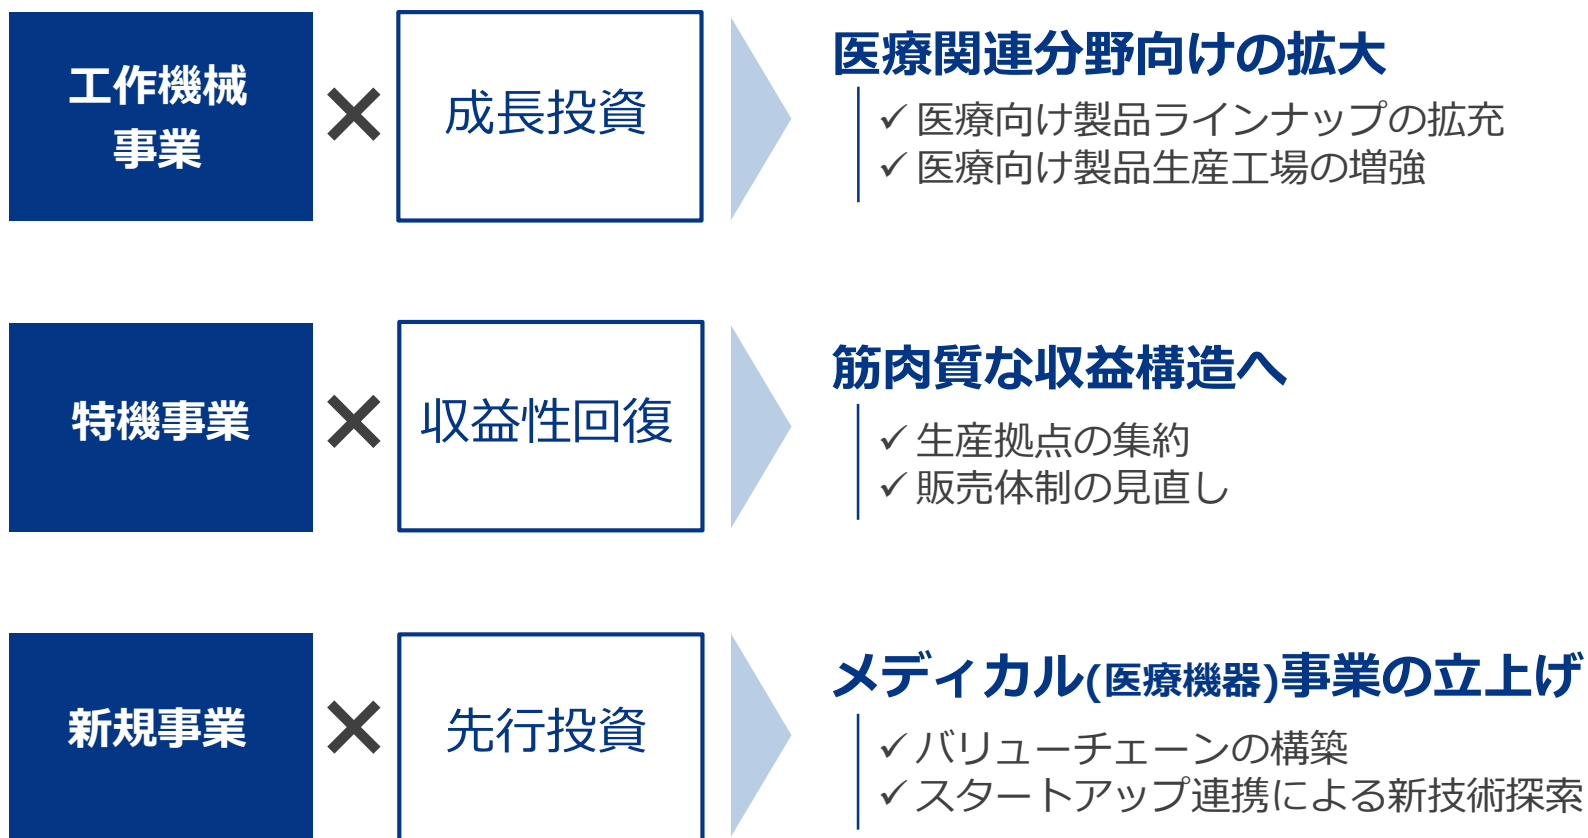 工作機械
事業
×
成長投資
医療関連分野向けの拡大
✓医療向け製品ラインナップの拡充
✓医療向け製品生産工場の増強
特機事業
×
収益性回復
筋肉質な収益構造へ
✓生産拠点の集約
✓販売体制の見直し
新規事業
×
先行投資
メディカル(医療機器)事業の立上げ
✓バリューチェーンの構築
✓スタートアップ連携による新技術探索